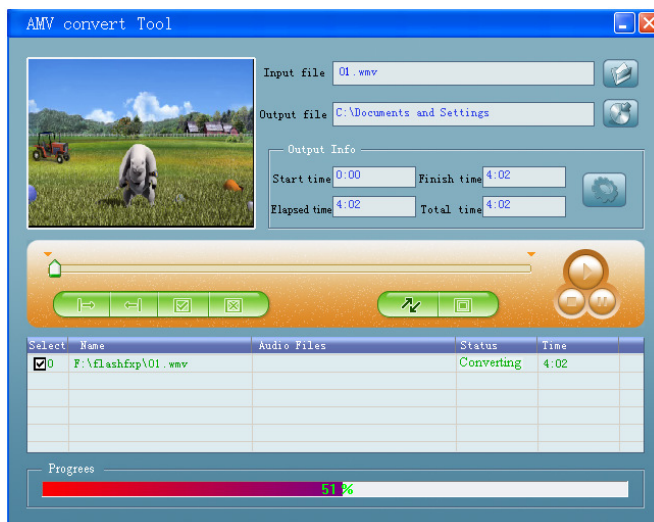 AMV convert Tool
Input file 01.wmv
Output file C:\Documents and Settings
Output Info
Start time 0:00 Finish time 4:02
Elapsed time 4:02 Total time 4:02
Select Name Audio Files Status Time
0 F:\flashfxp\01.wmv Converting 4:02
Progrees
51 %